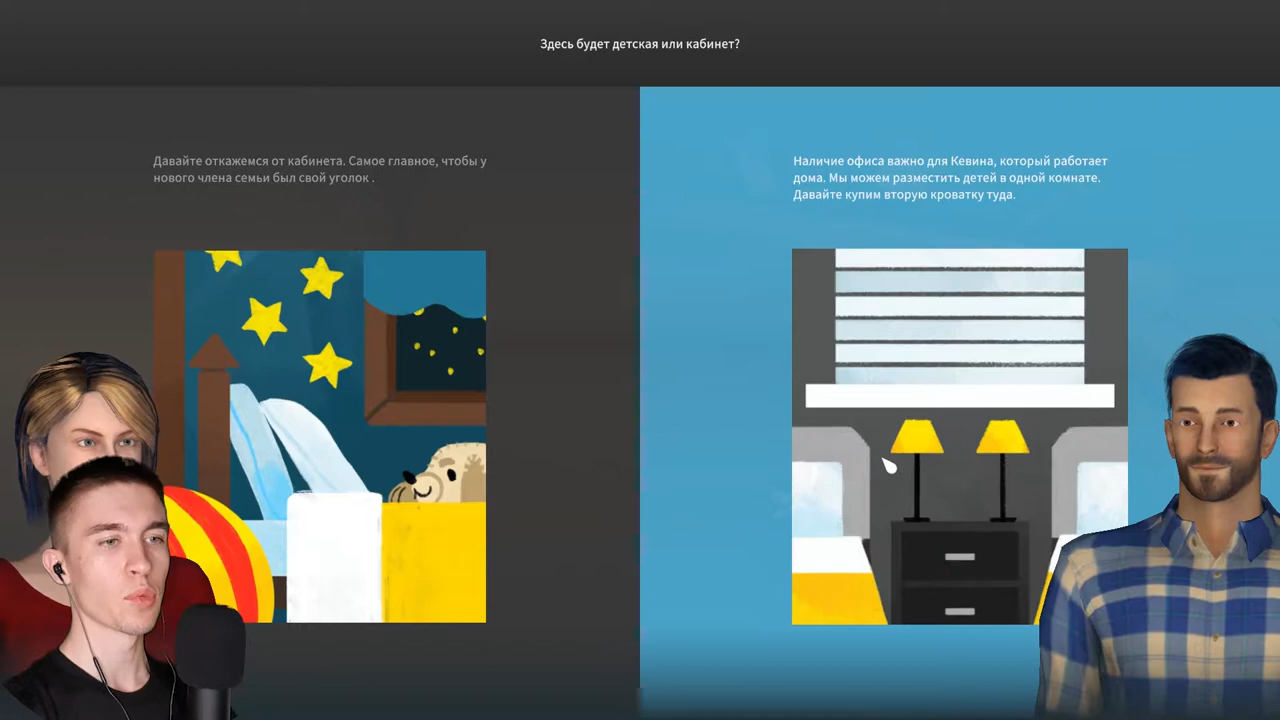 Здесь будет детская или кабинет?
Давайте откажемся от кабинета. Самое главное, чтобы у
нового члена семьи был свой уголок .
Наличие офиса важно для Кевина, который работает
дома. Мы можем разместить детей в одной комнате.
Давайте купим вторую кроватку туда.